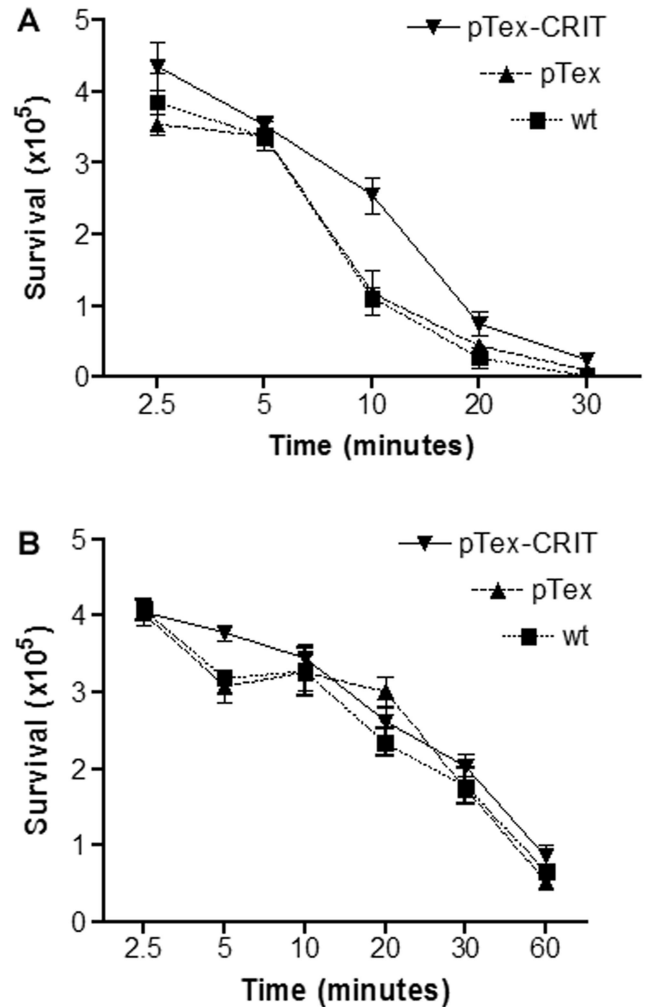 A
5
4
3
2
1
0
Survival (x10⁵)
pTex-CRIT
pTex
wt
2.5 5 10 20 30
Time (minutes)
B
5
4
3
2
1
0
Survival (x10⁵)
pTex-CRIT
pTex
wt
2.5 5 10 20 30 60
Time (minutes)